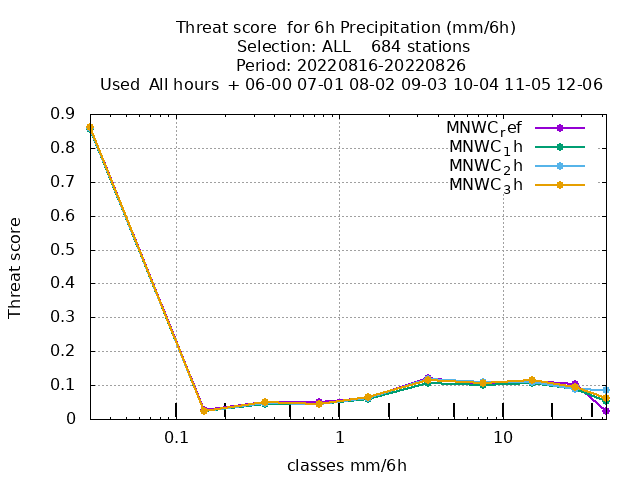 Threat score  for 6h Precipitation (mm/6h)
Selection: ALL    684 stations
Period: 20220816-20220826
Used  All hours  + 06-00 07-01 08-02 09-03 10-04 11-05 12-06
MNWC_ref
MNWC_1h
MNWC_2h
MNWC_3h
Threat score
0.9
0.8
0.7
0.6
0.5
0.4
0.3
0.2
0.1
0
0.1 1 10
classes mm/6h